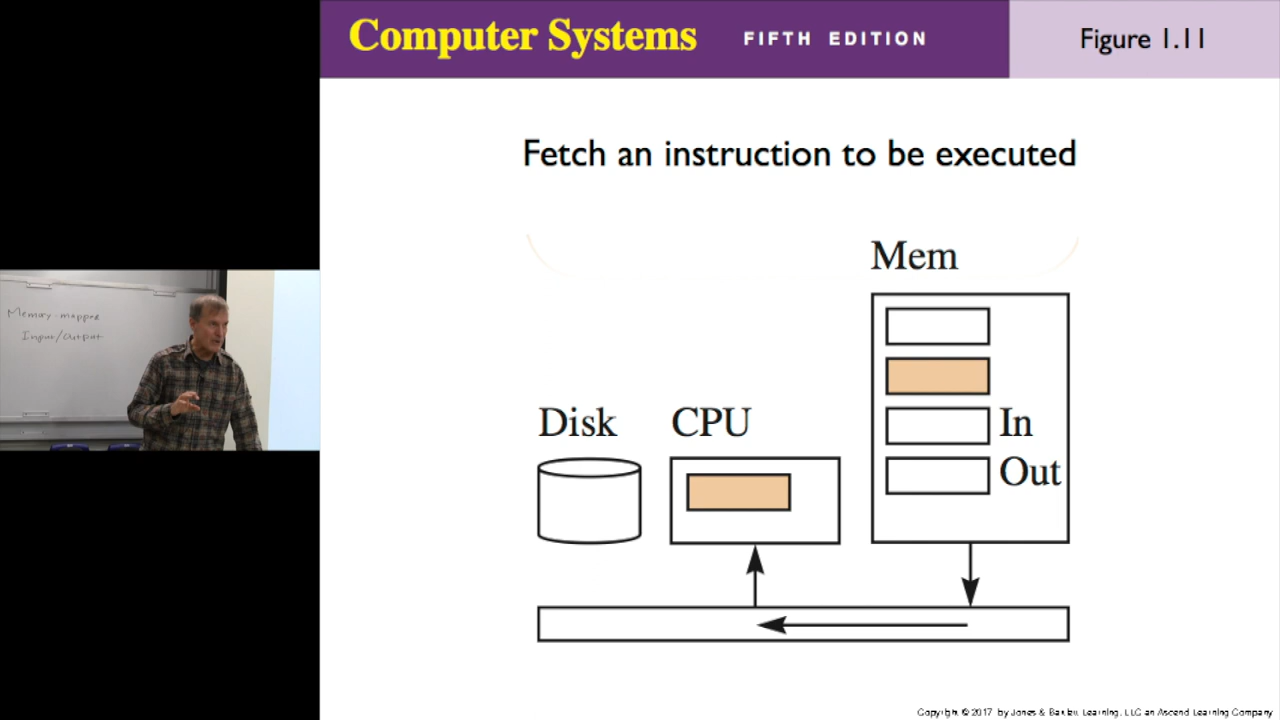 Computer Systems FIFTH EDITION Figure 1.11
Fetch an instruction to be executed
Mem
Disk CPU In
Out
Memory-mapped
Input/Output
Copyright © 2017 by Jones & Bartlett Learning, LLC an Ascend Learning Company